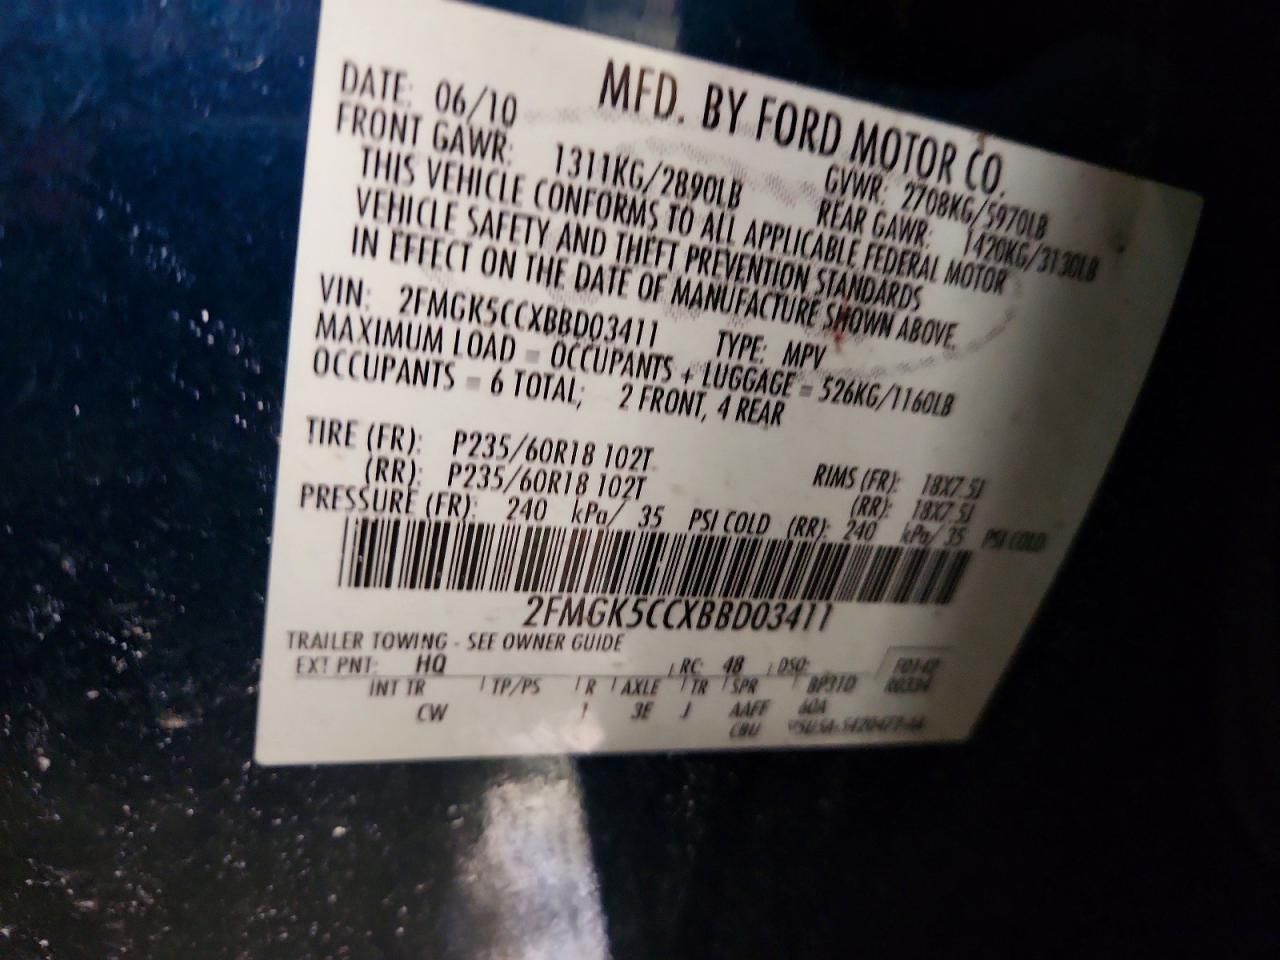 MFD. BY FORD MOTOR CO.
DATE: 06/10 GVWR: 2708KG/5970LB
FRONT GAWR: 1311KG/2890LB REAR GAWR: 1420KG/3130LB
THIS VEHICLE CONFORMS TO ALL APPLICABLE FEDERAL MOTOR
VEHICLE SAFETY AND THEFT PREVENTION STANDARDS
IN EFFECT ON THE DATE OF MANUFACTURE SHOWN ABOVE.
VIN: 2FMGK5CCXBBD03411 TYPE: MPV
MAXIMUM LOAD = OCCUPANTS + LUGGAGE = 526KG/1160LB
OCCUPANTS = 6 TOTAL; 2 FRONT, 4 REAR
TIRE (FR): P235/60R18 102T RIMS (FR): 18X7.5J
(RR): P235/60R18 102T (RR): 18X7.5J
PRESSURE (FR): 240 kPa/ 35 PSI COLD (RR): 240 kPa/ 35 PSI COLD
2FMGK5CCXBBD03411
TRAILER TOWING - SEE OWNER GUIDE
EXT PNT: HQ RC: 48 DSO:
INT TR TP/PS R AXLE TR SPR BP31D
CW J 3E J AAFF 60A
CBU